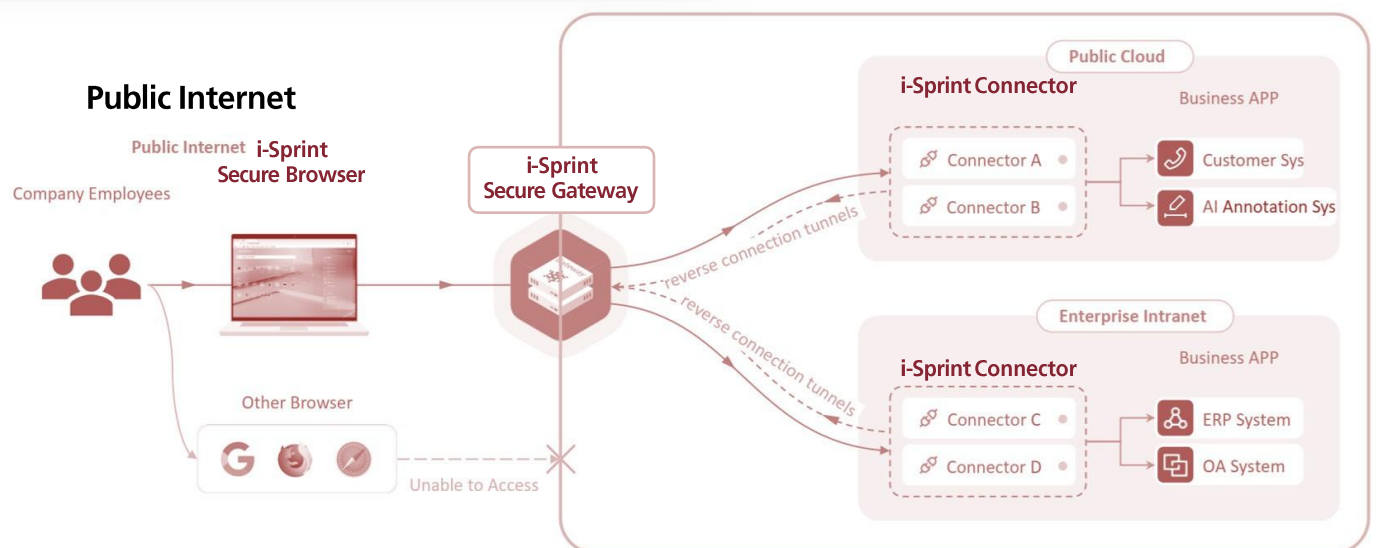 Public Internet
Public Internet
i-Sprint
Secure Browser
Company Employees
Other Browser
Unable to Access
i-Sprint
Secure Gateway
Gateway
reverse connection tunnels
reverse connection tunnels
Public Cloud
i-Sprint Connector
Business APP
Connector A
Connector B
Customer Sys
AI Annotation Sys
Enterprise Intranet
i-Sprint Connector
Business APP
Connector C
Connector D
ERP System
OA System